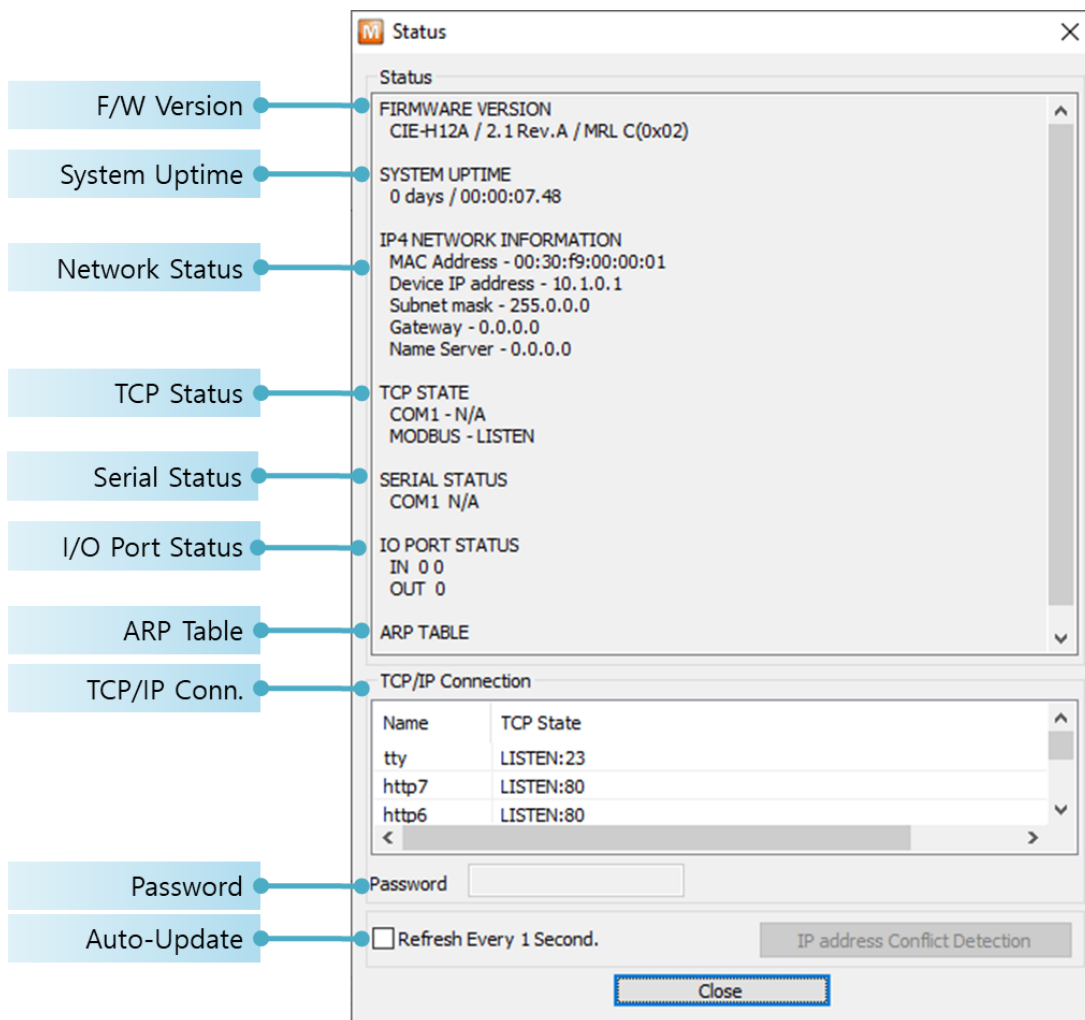 M Status
Status
F/W Version
FIRMWARE VERSION
CIE-H12A / 2.1 Rev.A / MRL C(0x02)
System Uptime
SYSTEM UPTIME
0 days / 00:00:07.48
Network Status
IP4 NETWORK INFORMATION
MAC Address - 00:30:f9:00:00:01
Device IP address - 10.1.0.1
Subnet mask - 255.0.0.0
Gateway - 0.0.0.0
Name Server - 0.0.0.0
TCP Status
TCP STATE
COM1 - N/A
MODBUS - LISTEN
Serial Status
SERIAL STATUS
COM1 N/A
I/O Port Status
IO PORT STATUS
IN 0 0
OUT 0
ARP Table
ARP TABLE
TCP/IP Conn.
TCP/IP Connection
Name TCP State
tty LISTEN:23
http7 LISTEN:80
http6 LISTEN:80
Password
Password
Auto-Update
Refresh Every 1 Second.
IP address Conflict Detection
Close